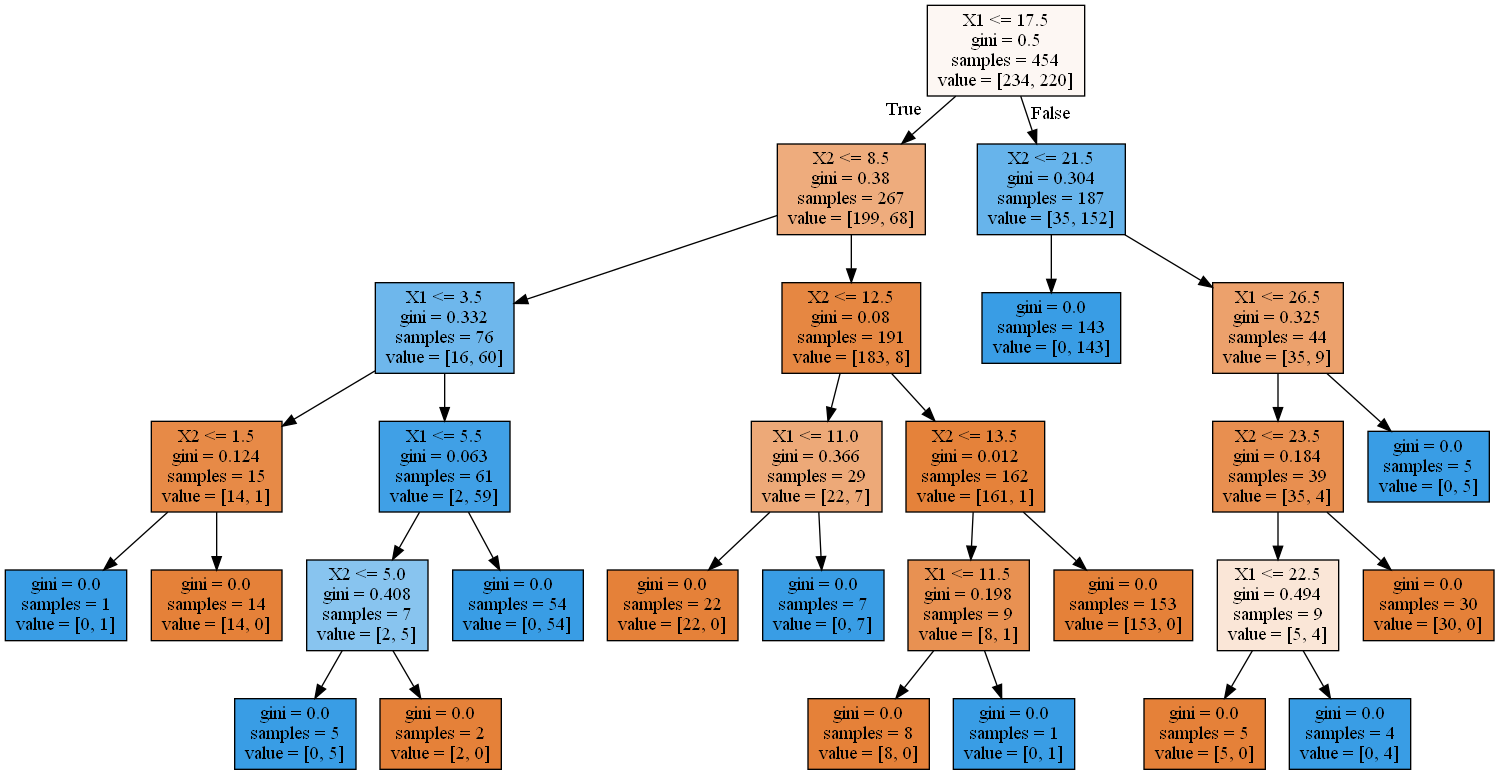 X1 <= 17.5
gini = 0.5
samples = 454
value = [234, 220]
True
False
X2 <= 8.5
gini = 0.38
samples = 267
value = [199, 68]
X2 <= 21.5
gini = 0.304
samples = 187
value = [35, 152]
X1 <= 3.5
gini = 0.332
samples = 76
value = [16, 60]
X2 <= 12.5
gini = 0.08
samples = 191
value = [183, 8]
gini = 0.0
samples = 143
value = [0, 143]
X1 <= 26.5
gini = 0.325
samples = 44
value = [35, 9]
X2 <= 1.5
gini = 0.124
samples = 15
value = [14, 1]
X1 <= 5.5
gini = 0.063
samples = 61
value = [2, 59]
X1 <= 11.0
gini = 0.366
samples = 29
value = [22, 7]
X2 <= 13.5
gini = 0.012
samples = 162
value = [161, 1]
X2 <= 23.5
gini = 0.184
samples = 39
value = [35, 4]
gini = 0.0
samples = 5
value = [0, 5]
gini = 0.0
samples = 1
value = [0, 1]
gini = 0.0
samples = 14
value = [14, 0]
X2 <= 5.0
gini = 0.408
samples = 7
value = [2, 5]
gini = 0.0
samples = 54
value = [0, 54]
gini = 0.0
samples = 22
value = [22, 0]
gini = 0.0
samples = 7
value = [0, 7]
X1 <= 11.5
gini = 0.198
samples = 9
value = [8, 1]
gini = 0.0
samples = 153
value = [153, 0]
X1 <= 22.5
gini = 0.494
samples = 9
value = [5, 4]
gini = 0.0
samples = 30
value = [30, 0]
gini = 0.0
samples = 5
value = [0, 5]
gini = 0.0
samples = 2
value = [2, 0]
gini = 0.0
samples = 8
value = [8, 0]
gini = 0.0
samples = 1
value = [0, 1]
gini = 0.0
samples = 5
value = [5, 0]
gini = 0.0
samples = 4
value = [0, 4]